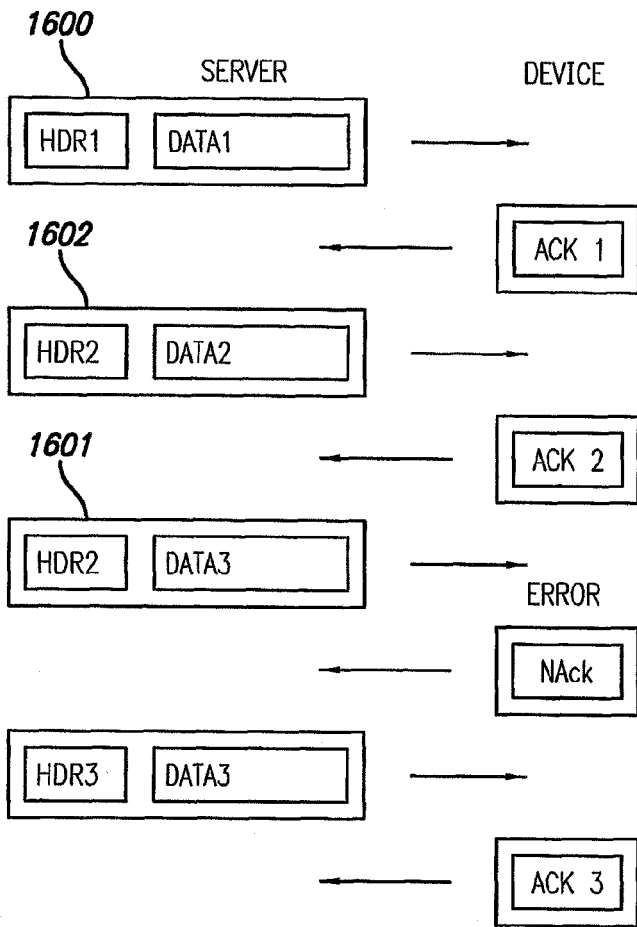 1600
SERVER DEVICE
HDR1 DATA1
ACK 1
1602
HDR2 DATA2
ACK 2
1601
HDR2 DATA3
ERROR
NAck
HDR3 DATA3
ACK 3